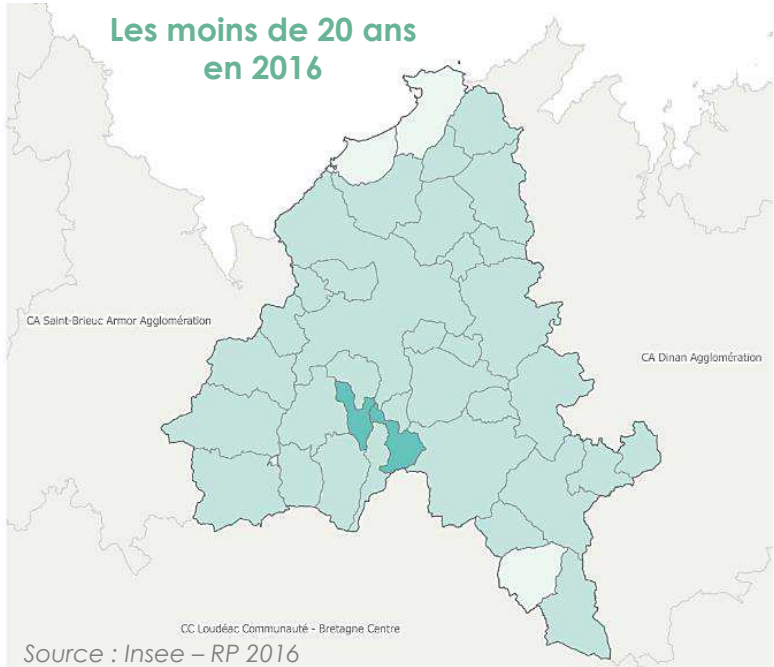 Les moins de 20 ans
en 2016
CA Saint-Brieuc Armor Agglomération
CA Dinan Agglomération
CC Loudéac Communauté - Bretagne Centre
Source : Insee – RP 2016